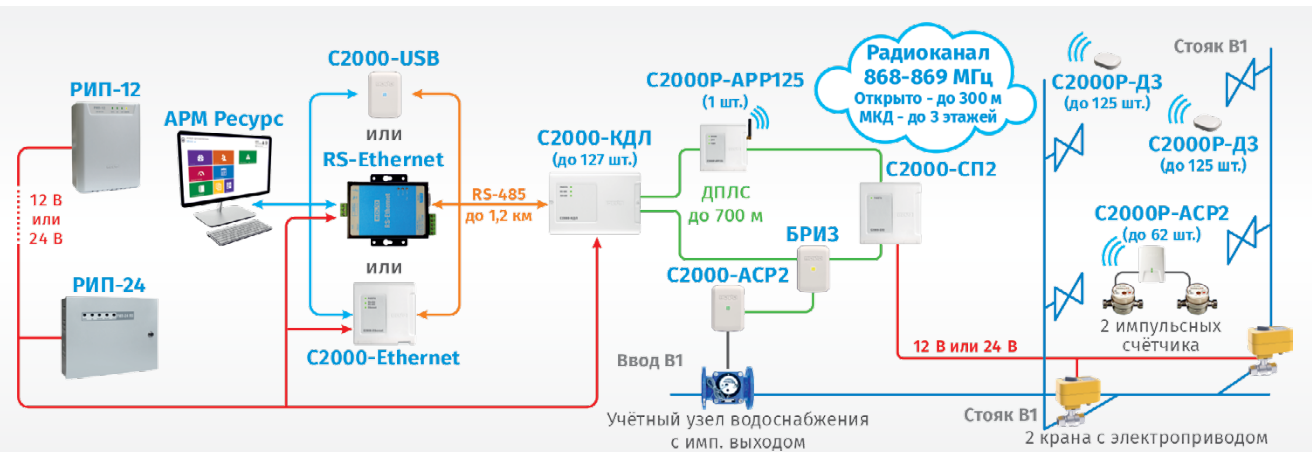 РИП-12
12 В
или
24 В
РИП-24
АРМ Ресурс
C2000-USB
или
RS-Ethernet
или
C2000-Ethernet
RS-485
до 1,2 км
С2000-КДЛ
(до 127 шт.)
С2000Р-АРР125
(1 шт.)
ДПЛС
до 700 м
БРИЗ
С2000-АСР2
Ввод В1
Учётный узел водоснабжения
с имп. выходом
Радиоканал
868-869 МГц
Открыто - до 300 м
МКД - до 3 этажей
С2000-СП2
12 В или 24 В
Стояк В1
С2000Р-ДЗ
(до 125 шт.)
С2000Р-ДЗ
(до 125 шт.)
С2000Р-АСР2
(до 62 шт.)
2 импульсных
счётчика
Стояк В1
2 крана с электроприводом